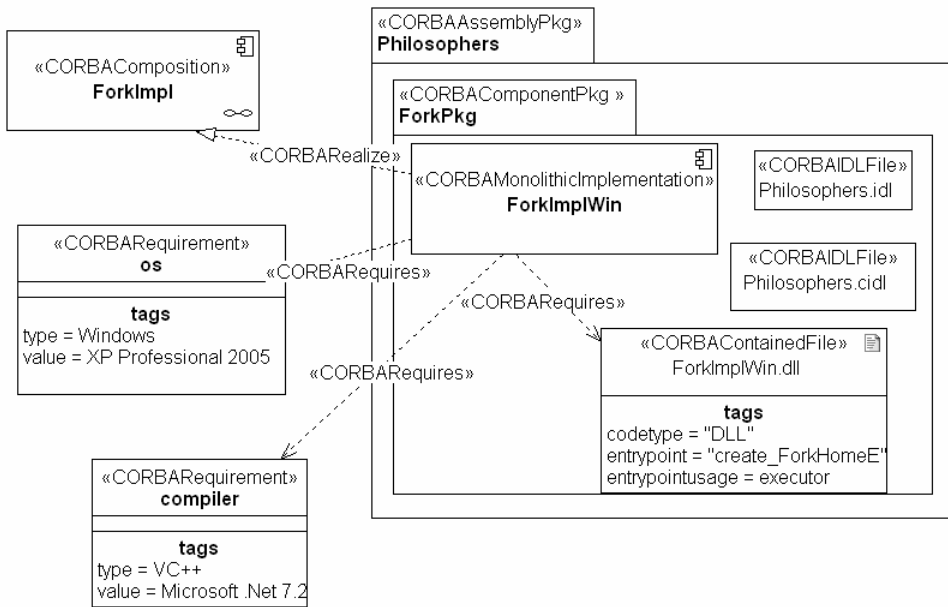 «CORBAAssemblyPkg»
Philosophers
«CORBAComposition»
ForkImpl
«CORBAComponentPkg »
ForkPkg
«CORBARealize»
«CORBAMonolithicImplementation»
ForkImplWin
«CORBAIDLFile»
Philosophers.idl
«CORBAIDLFile»
Philosophers.cidl
«CORBARequirement»
os
tags
type = Windows
value = XP Professional 2005
«CORBARequires»
«CORBARequires»
«CORBARequires»
«CORBAContainedFile»
ForkImplWin.dll
tags
codetype = "DLL"
entrypoint = "create_ForkHomeE"
entrypointusage = executor
«CORBARequirement»
compiler
tags
type = VC++
value = Microsoft .Net 7.2